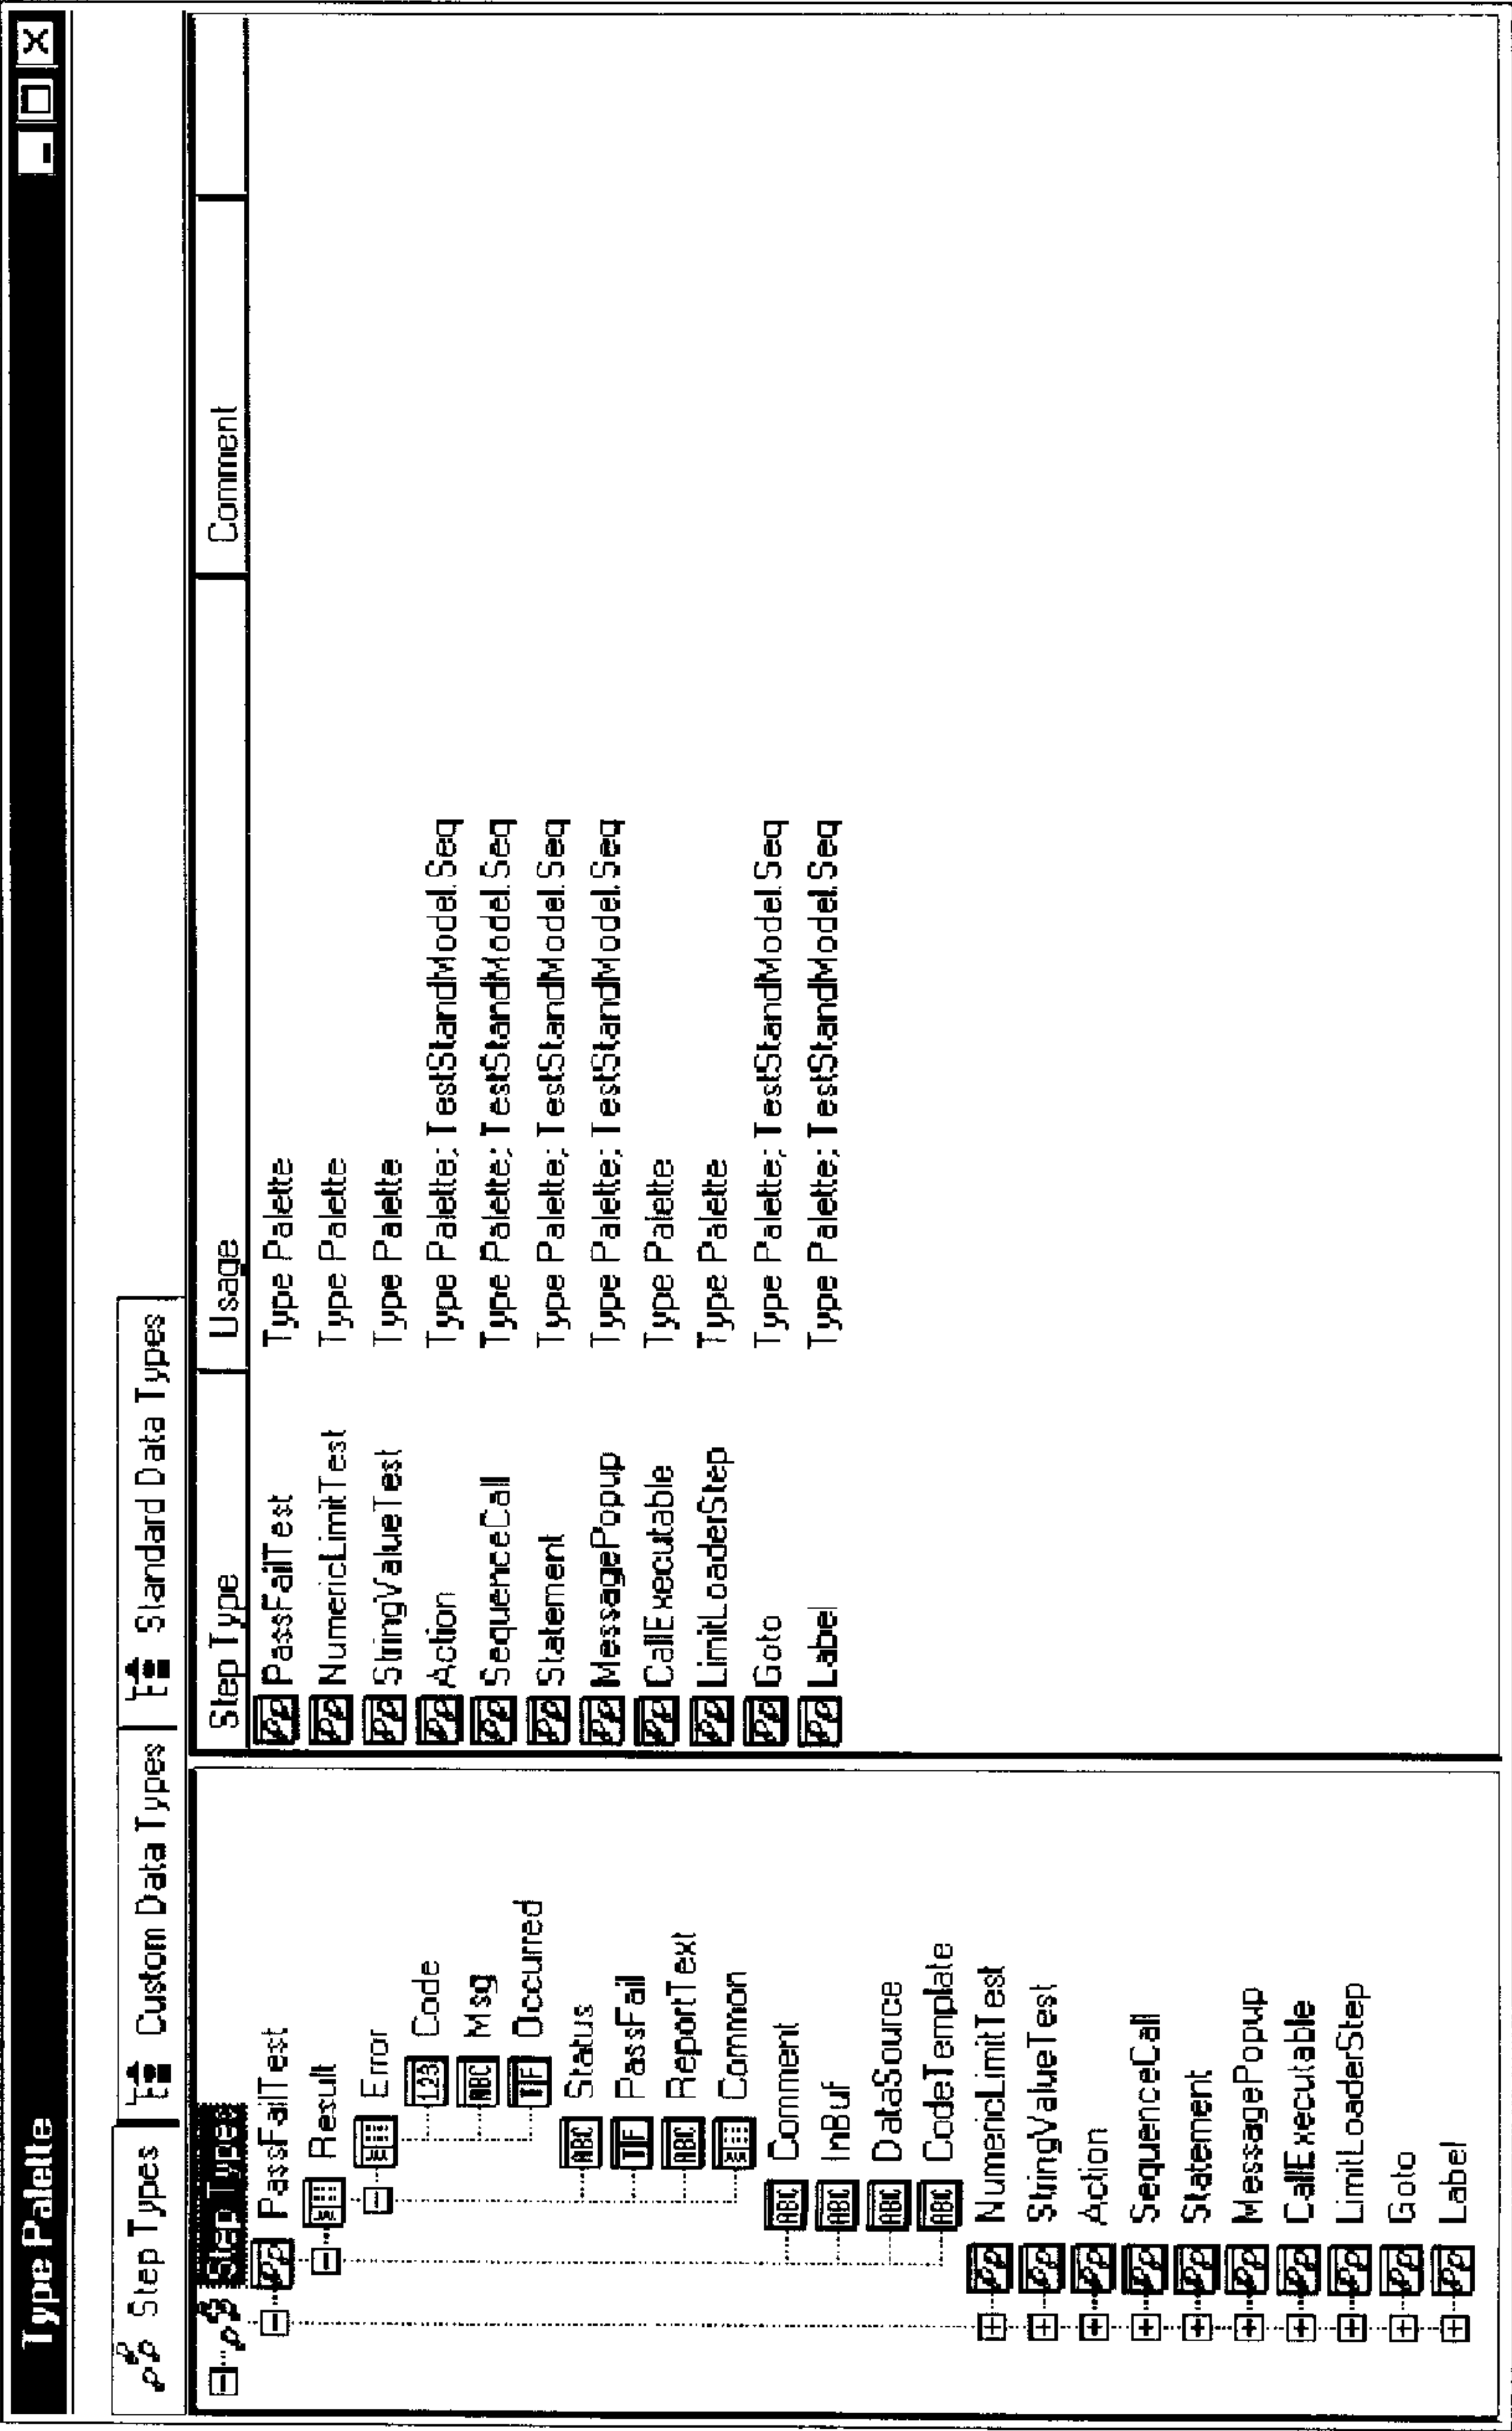 Type Palette
Step Types Custom Data Types Standard Data Types
Step Types
PassFailTest
Result
Error
Code
Msg
Occurred
Status
PassFail
ReportText
Common
Comment
InBuf
DataSource
CodeTemplate
NumericLimitTest
StringValueTest
Action
SequenceCall
Statement
MessagePopup
CallExecutable
LimitLoaderStep
Goto
Label
Step Type Usage Comment
PassFailTest Type Palette
NumericLimitTest Type Palette
StringValueTest Type Palette
Action Type Palette; TestStandModel.Seq
SequenceCall Type Palette; TestStandModel.Seq
Statement Type Palette; TestStandModel.Seq
MessagePopup Type Palette; TestStandModel.Seq
CallExecutable Type Palette
LimitLoaderStep Type Palette
Goto Type Palette; TestStandModel.Seq
Label Type Palette; TestStandModel.Seq